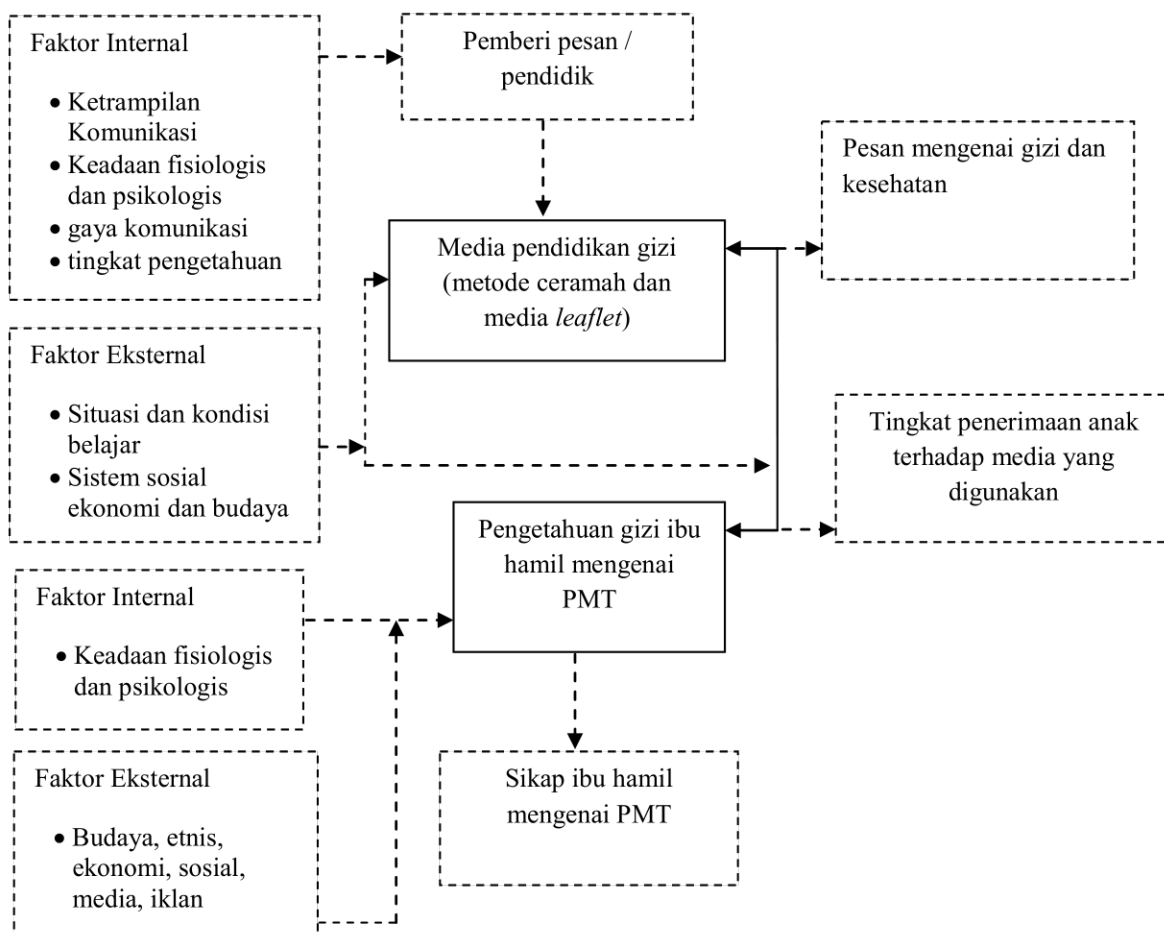 Faktor Internal
• Ketrampilan
Komunikasi
• Keadaan fisiologis
dan psikologis
• gaya komunikasi
• tingkat pengetahuan
Pemberi pesan /
pendidik
Pesan mengenai gizi dan
kesehatan
Media pendidikan gizi
(metode ceramah dan
media leaflet)
Faktor Eksternal
• Situasi dan kondisi
belajar
• Sistem sosial
ekonomi dan budaya
Tingkat penerimaan anak
terhadap media yang
digunakan
Pengetahuan gizi ibu
hamil mengenai
PMT
Faktor Internal
• Keadaan fisiologis
dan psikologis
Faktor Eksternal
• Budaya, etnis,
ekonomi, sosial,
media, iklan
Sikap ibu hamil
mengenai PMT